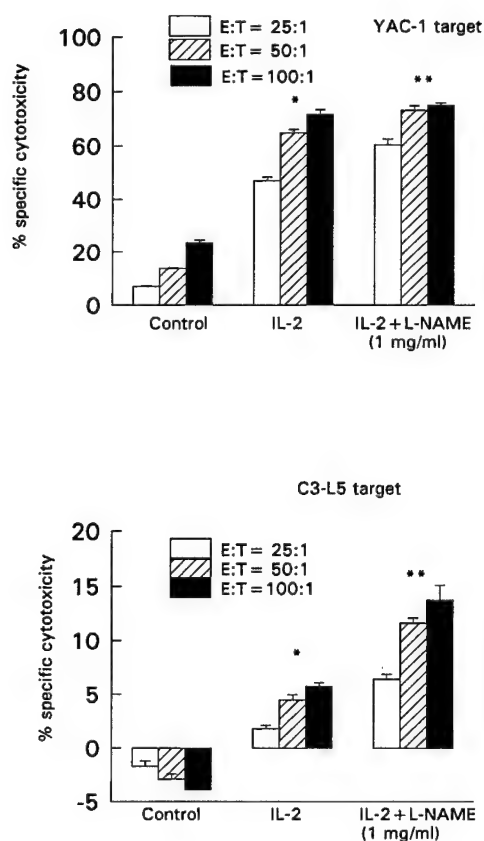 100
80
60
40
20
0
% specific cytotoxicity
E:T = 25:1
E:T = 50:1
E:T = 100:1
YAC-1 target
*
**
Control
IL-2
IL-2 + L-NAME
(1 mg/ml)
C3-L5 target
20
15
10
5
0
-5
% specific cytotoxicity
E:T = 25:1
E:T = 50:1
E:T = 100:1
*
**
Control
IL-2
IL-2 + L-NAME
(1 mg/ml)